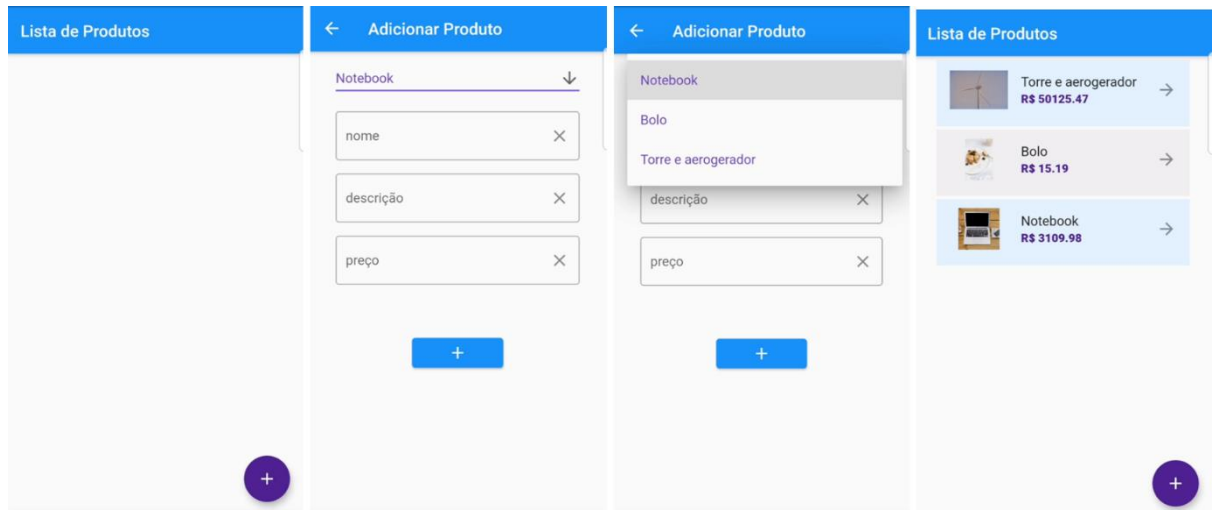 Lista de Produtos
Adicionar Produto
Notebook
nome
descrição
preço
+
+
Adicionar Produto
Notebook
Bolo
Torre e aerogerador
descrição
preço
+
Lista de Produtos
Torre e aerogerador
R$ 50125.47
Bolo
R$ 15.19
Notebook
R$ 3109.98
+